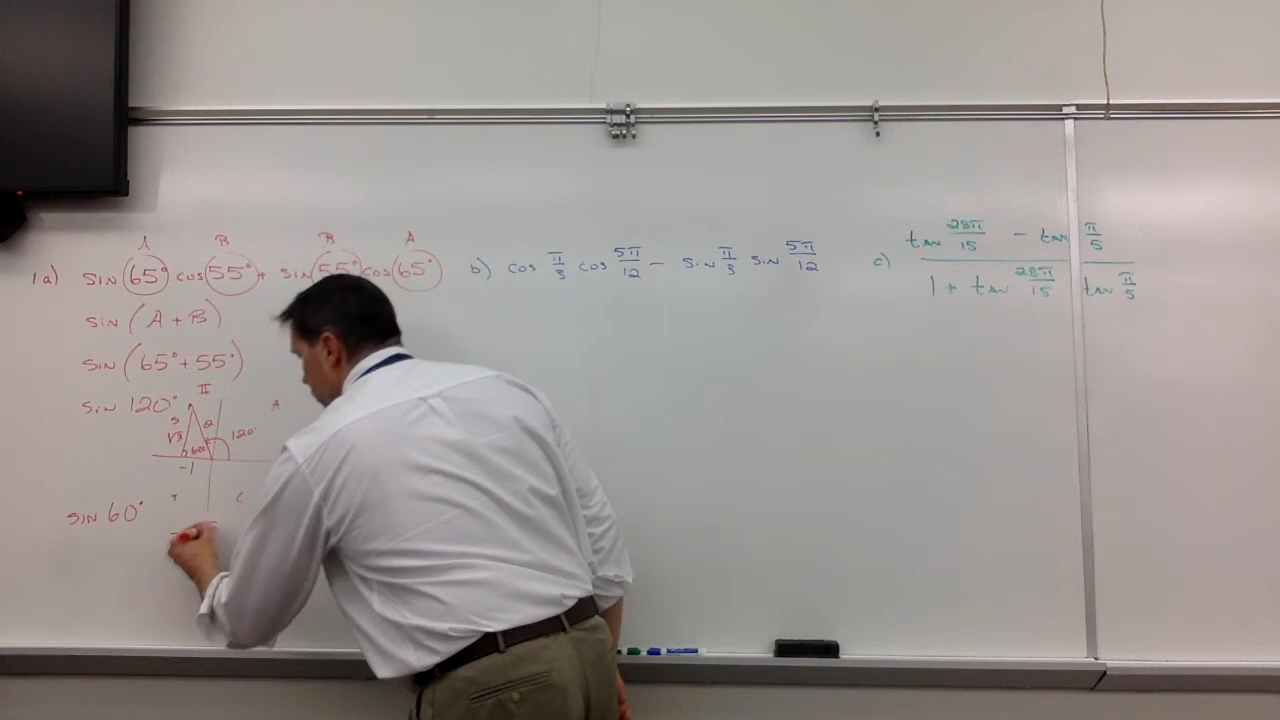 A B B A
1a) sin 65° cos 55° + sin 55° cos 65°
sin (A + B)
sin (65° + 55°)
sin 120°
II
S A
2 120°
√3 60°
-1
T C
sin 60°
b) cos π/3 cos 5π/12 - sin π/3 sin 5π/12
c) tan 28π/15 - tan π/5
1 + tan 28π/15 tan π/5